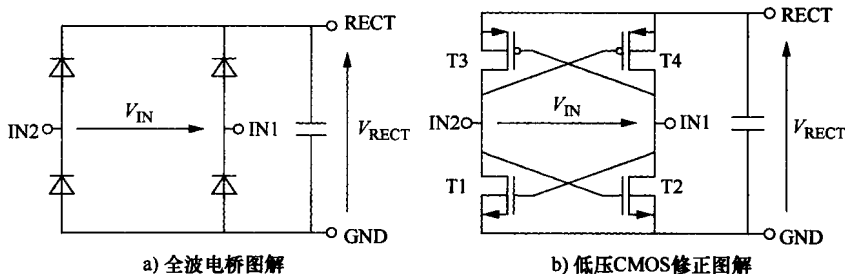 RECT
IN2
V_IN
IN1
V_RECT
GND
a) 全波电桥图解
RECT
T3
T4
IN2
V_IN
IN1
V_RECT
T1
T2
GND
b) 低压CMOS修正图解